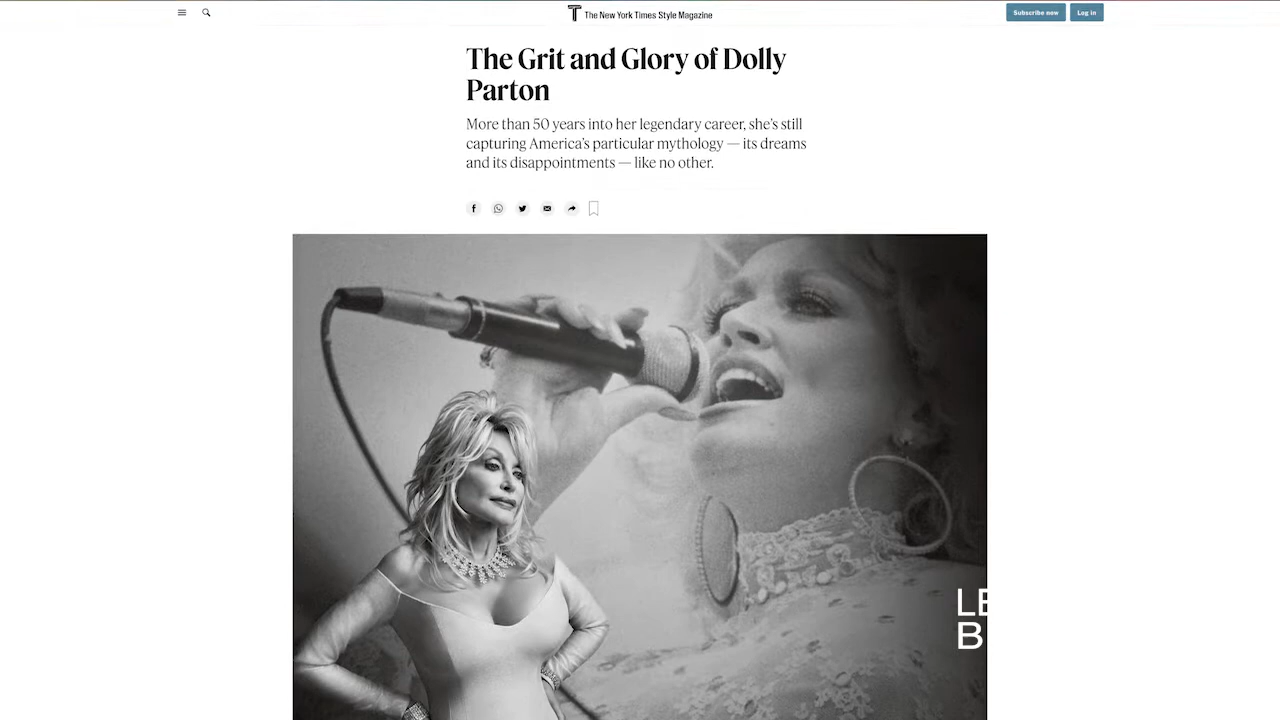 The New York Times Style Magazine
Subscribe now
Log in
The Grit and Glory of Dolly
Parton
More than 50 years into her legendary career, she's still
capturing America's particular mythology — its dreams
and its disappointments — like no other.
LE
B